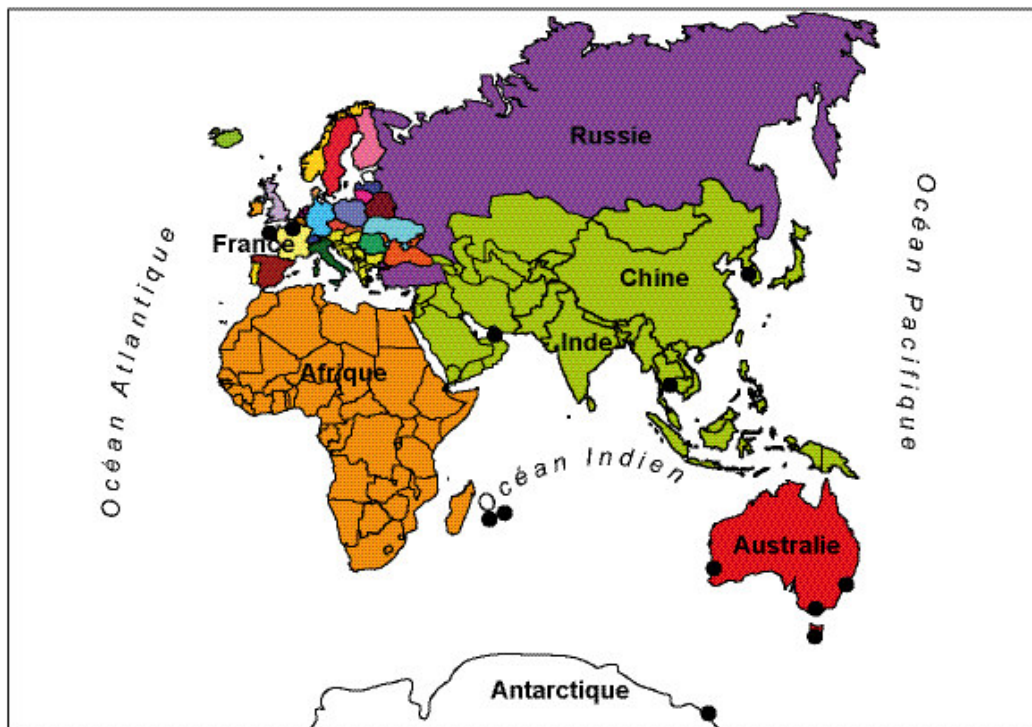 Russie
Océan Atlantique
Océan Pacifique
France
Chine
Inde
Afrique
Océan Indien
Australie
Antarctique